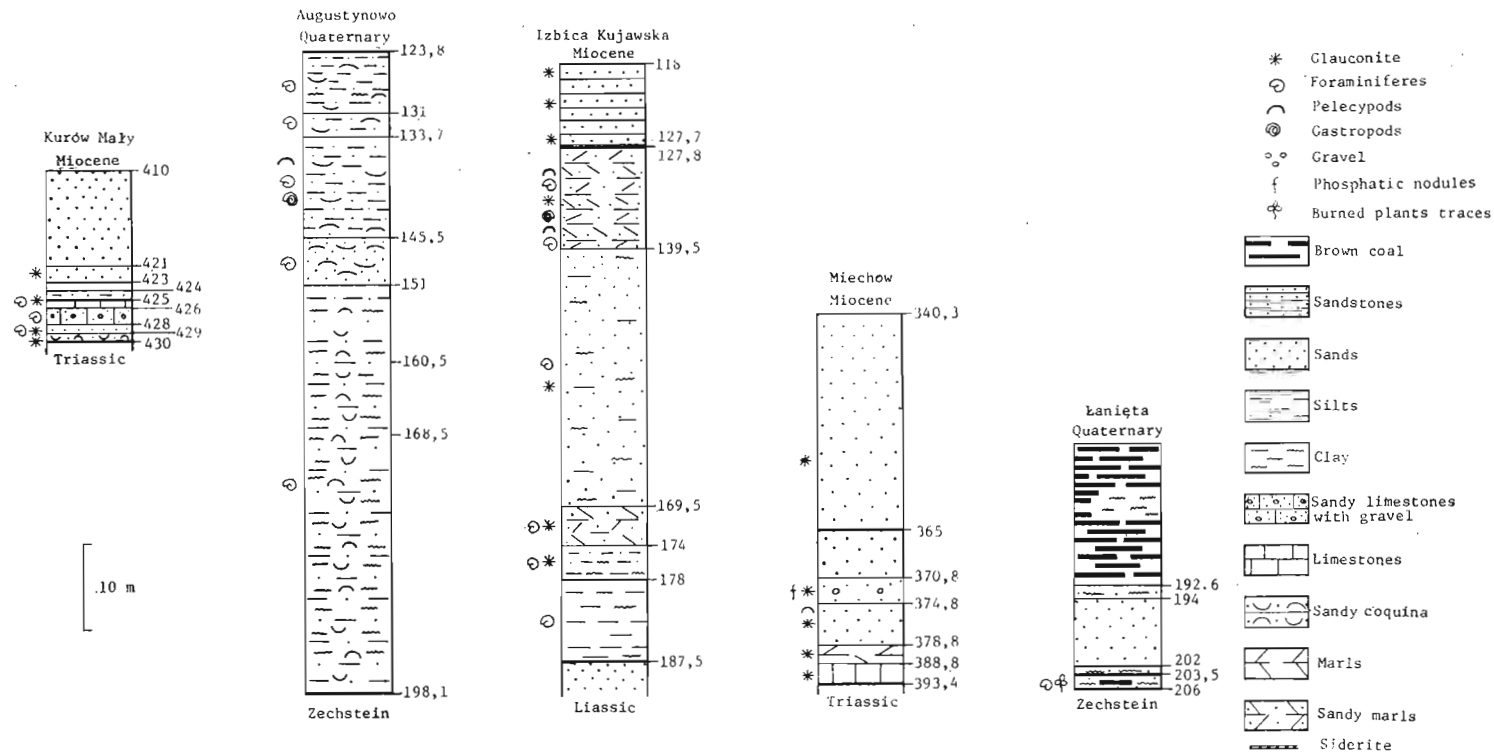 Kurów Mały
Miocene
410
421
423
424
425
426
428
429
430
Triassic
10 m
Augustynowo
Quaternary
123,8
131
133,7
145,5
151
160,5
168,5
198,1
Zechstein
Izbica Kujawska
Miocene
118
127,7
127,8
139,5
169,5
174
178
187,5
Liassic
Miechów
Miocene
340,3
365
370,8
374,8
378,8
388,8
393,4
Triassic
Łanięta
Quaternary
192.6
194
202
203,5
206
Zechstein
Glauconite
Foraminiferes
Pelecypods
Gastropods
Gravel
Phosphatic nodules
Burned plants traces
Brown coal
Sandstones
Sands
Silts
Clay
Sandy limestones
with gravel
Limestones
Sandy coquina
Marls
Sandy marls
Siderite